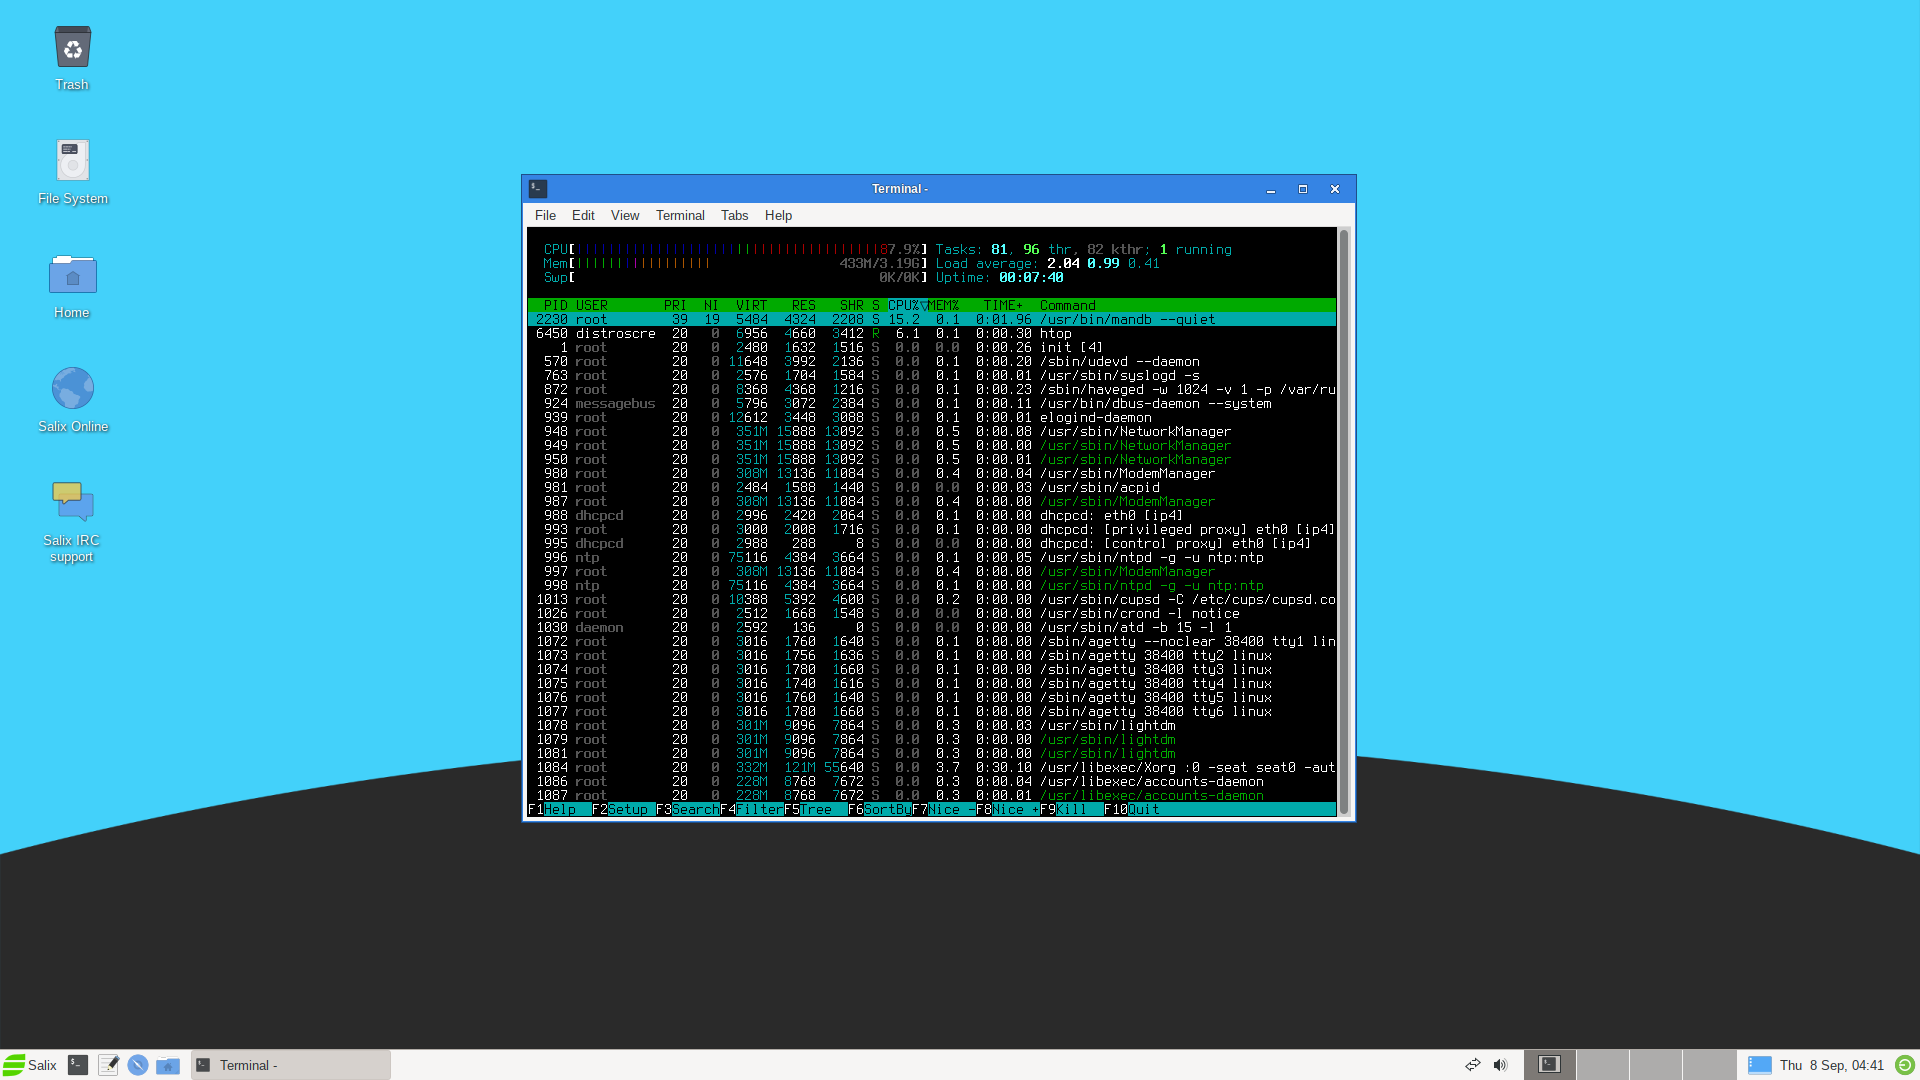 Trash
File System
Home
Salix Online
Salix IRC
support
Terminal -
File Edit View Terminal Tabs Help
CPU[ 87.9%] Tasks: 81, 96 thr, 82 kthr; 1 running
Mem[ 433M/3.19G] Load average: 2.04 0.99 0.41
Swp[ 0K/0K] Uptime: 00:07:40
PID USER PRI NI VIRT RES SHR S CPU%▽MEM% TIME+ Command
2230 root 39 19 5484 4324 2208 S 15.2 0.1 0:01.96 /usr/bin/mandb --quiet
6450 distroscre 20 0 6956 4660 3412 R 6.1 0.1 0:00.30 htop
1 root 20 0 2480 1632 1516 S 0.0 0.0 0:00.26 init [4]
570 root 20 0 11648 3992 2136 S 0.0 0.1 0:00.20 /sbin/udevd --daemon
763 root 20 0 2576 1704 1584 S 0.0 0.1 0:00.01 /usr/sbin/syslogd -s
872 root 20 0 8368 4368 1216 S 0.0 0.1 0:00.23 /sbin/haveged -w 1024 -v 1 -p /var/ru
924 messagebus 20 0 5796 3072 2384 S 0.0 0.1 0:00.11 /usr/bin/dbus-daemon --system
939 root 20 0 12612 3448 3088 S 0.0 0.1 0:00.01 elogind-daemon
948 root 20 0 351M 15888 13092 S 0.0 0.5 0:00.08 /usr/sbin/NetworkManager
949 root 20 0 351M 15888 13092 S 0.0 0.5 0:00.00 /usr/sbin/NetworkManager
950 root 20 0 351M 15888 13092 S 0.0 0.5 0:00.01 /usr/sbin/NetworkManager
980 root 20 0 308M 13136 11084 S 0.0 0.4 0:00.04 /usr/sbin/ModemManager
981 root 20 0 2484 1588 1440 S 0.0 0.0 0:00.03 /usr/sbin/acpid
987 root 20 0 308M 13136 11084 S 0.0 0.4 0:00.00 /usr/sbin/ModemManager
988 dhcpcd 20 0 2996 2420 2064 S 0.0 0.1 0:00.00 dhcpcd: eth0 [ip4]
993 root 20 0 3000 2008 1716 S 0.0 0.1 0:00.00 dhcpcd: [privileged proxy] eth0 [ip4]
995 dhcpcd 20 0 2988 288 8 S 0.0 0.0 0:00.00 dhcpcd: [control proxy] eth0 [ip4]
996 ntp 20 0 75116 4384 3664 S 0.0 0.1 0:00.05 /usr/sbin/ntpd -g -u ntp:ntp
997 root 20 0 308M 13136 11084 S 0.0 0.4 0:00.00 /usr/sbin/ModemManager
998 ntp 20 0 75116 4384 3664 S 0.0 0.1 0:00.00 /usr/sbin/ntpd -g -u ntp:ntp
1013 root 20 0 10388 5392 4600 S 0.0 0.2 0:00.00 /usr/sbin/cupsd -C /etc/cups/cupsd.co
1026 root 20 0 2512 1668 1548 S 0.0 0.0 0:00.00 /usr/sbin/crond -l notice
1030 daemon 20 0 2592 136 0 S 0.0 0.0 0:00.00 /usr/sbin/atd -b 15 -l 1
1072 root 20 0 3016 1760 1640 S 0.0 0.1 0:00.00 /sbin/agetty --noclear 38400 tty1 lin
1073 root 20 0 3016 1756 1636 S 0.0 0.1 0:00.00 /sbin/agetty 38400 tty2 linux
1074 root 20 0 3016 1780 1660 S 0.0 0.1 0:00.00 /sbin/agetty 38400 tty3 linux
1075 root 20 0 3016 1740 1616 S 0.0 0.1 0:00.00 /sbin/agetty 38400 tty4 linux
1076 root 20 0 3016 1760 1640 S 0.0 0.1 0:00.00 /sbin/agetty 38400 tty5 linux
1077 root 20 0 3016 1780 1660 S 0.0 0.1 0:00.00 /sbin/agetty 38400 tty6 linux
1078 root 20 0 301M 9096 7864 S 0.0 0.3 0:00.03 /usr/sbin/lightdm
1079 root 20 0 301M 9096 7864 S 0.0 0.3 0:00.00 /usr/sbin/lightdm
1081 root 20 0 301M 9096 7864 S 0.0 0.3 0:00.00 /usr/sbin/lightdm
1084 root 20 0 332M 121M 55640 S 0.0 3.7 0:30.10 /usr/libexec/Xorg :0 -seat seat0 -aut
1086 root 20 0 228M 8768 7672 S 0.0 0.3 0:00.04 /usr/libexec/accounts-daemon
1087 root 20 0 228M 8768 7672 S 0.0 0.3 0:00.01 /usr/libexec/accounts-daemon
F1Help F2Setup F3SearchF4FilterF5Tree F6SortByF7Nice -F8Nice +F9Kill F10Quit
Salix Terminal - Thu 8 Sep, 04:41